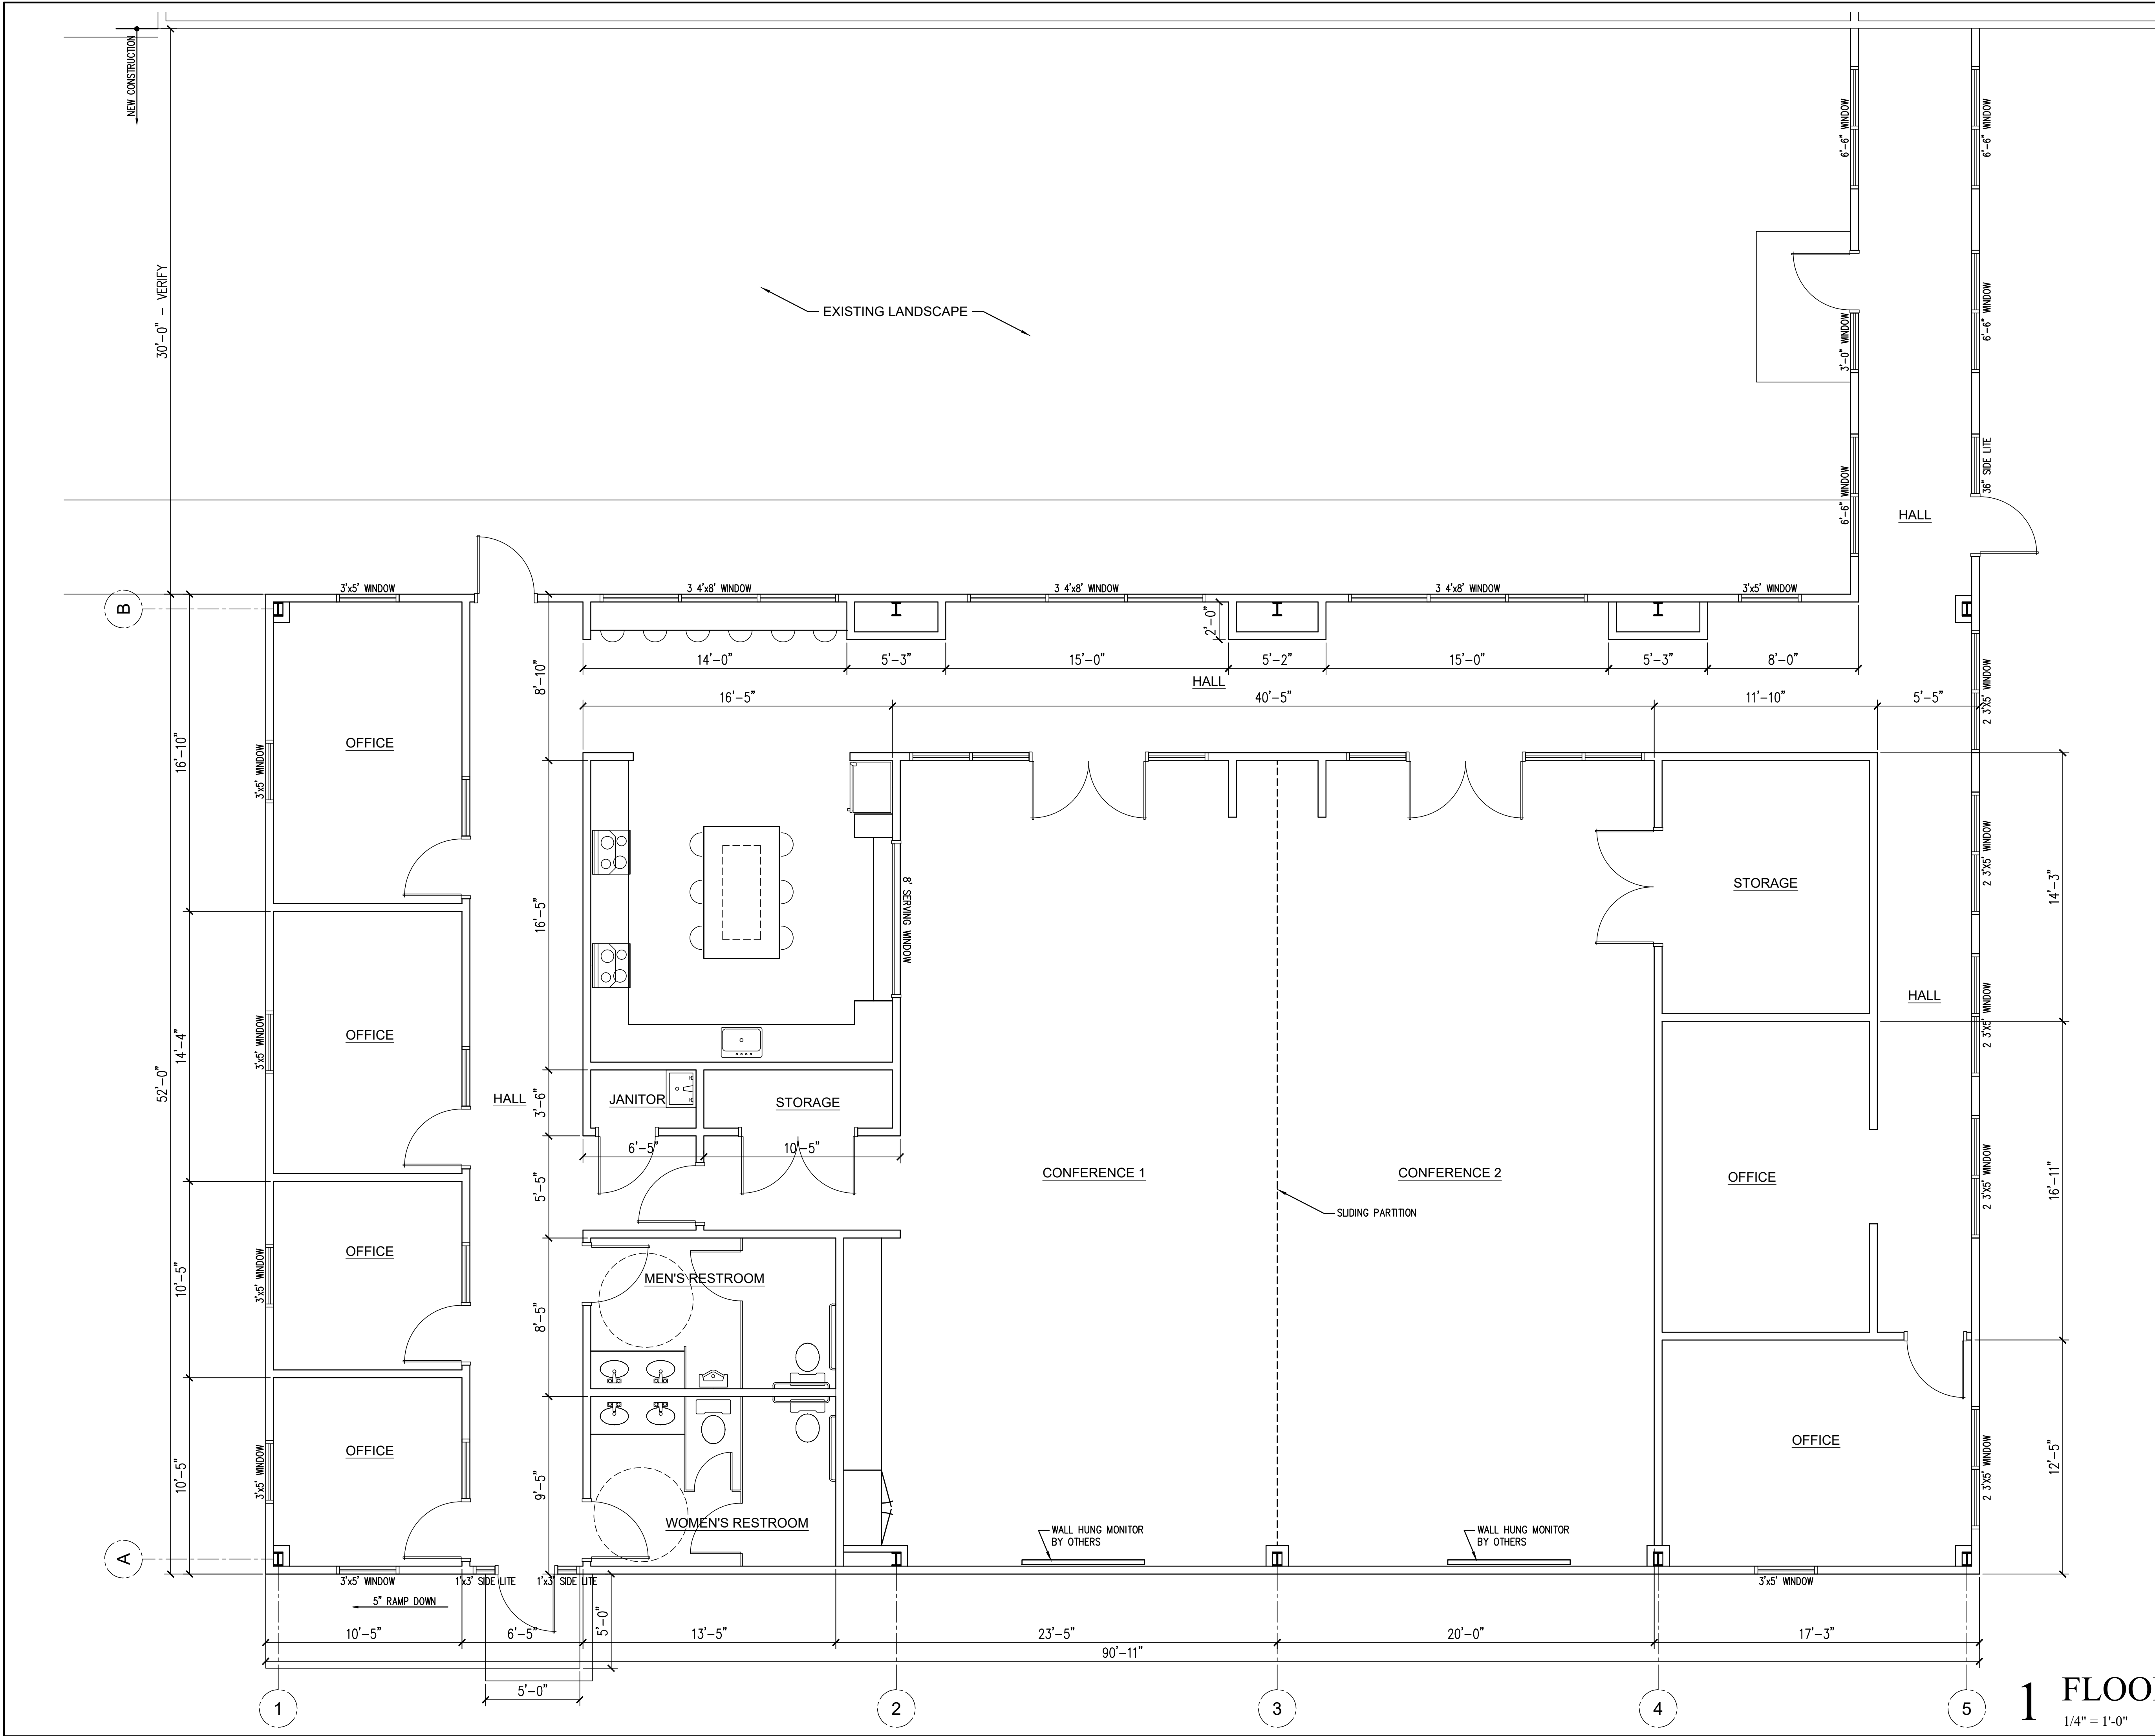 NEW CONSTRUCTION
30'-0" - VERIFY
EXISTING LANDSCAPE
6'-6" WINDOW
6'-6" WINDOW
6'-6" WINDOW
3'-0" WINDOW
36" SIDE LITE
6'-6" WINDOW
HALL
B
3'x5' WINDOW
3 4'x8' WINDOW
3 4'x8' WINDOW
3 4'x8' WINDOW
3'x5' WINDOW
2'-0"
8'-10"
14'-0"
5'-3"
15'-0"
5'-2"
15'-0"
5'-3"
8'-0"
HALL
16'-5"
40'-5"
11'-10"
5'-5"
2 3'X5' WINDOW
OFFICE
16'-10"
3'x5' WINDOW
2 3'X5' WINDOW
STORAGE
14'-3"
16'-5"
8' SERVING WINDOW
HALL
OFFICE
14'-4"
3'x5' WINDOW
2 3'X5' WINDOW
52'-0"
HALL
3'-6"
JANITOR
STORAGE
6'-5"
10'-5"
5'-5"
CONFERENCE 1
CONFERENCE 2
OFFICE
2 3'X5' WINDOW
16'-11"
SLIDING PARTITION
OFFICE
10'-5"
3'x5' WINDOW
MEN'S RESTROOM
8'-5"
OFFICE
10'-5"
3'x5' WINDOW
9'-5"
OFFICE
2 3'X5' WINDOW
12'-5"
WOMEN'S RESTROOM
WALL HUNG MONITOR
BY OTHERS
WALL HUNG MONITOR
BY OTHERS
A
3'x5' WINDOW
1'x3' SIDE LITE
1'x3' SIDE LITE
3'x5' WINDOW
5" RAMP DOWN
5'-0"
10'-5"
6'-5"
13'-5"
23'-5"
20'-0"
17'-3"
90'-11"
5'-0"
1
2
3
4
5
1 FLOO
1/4" = 1'-0"